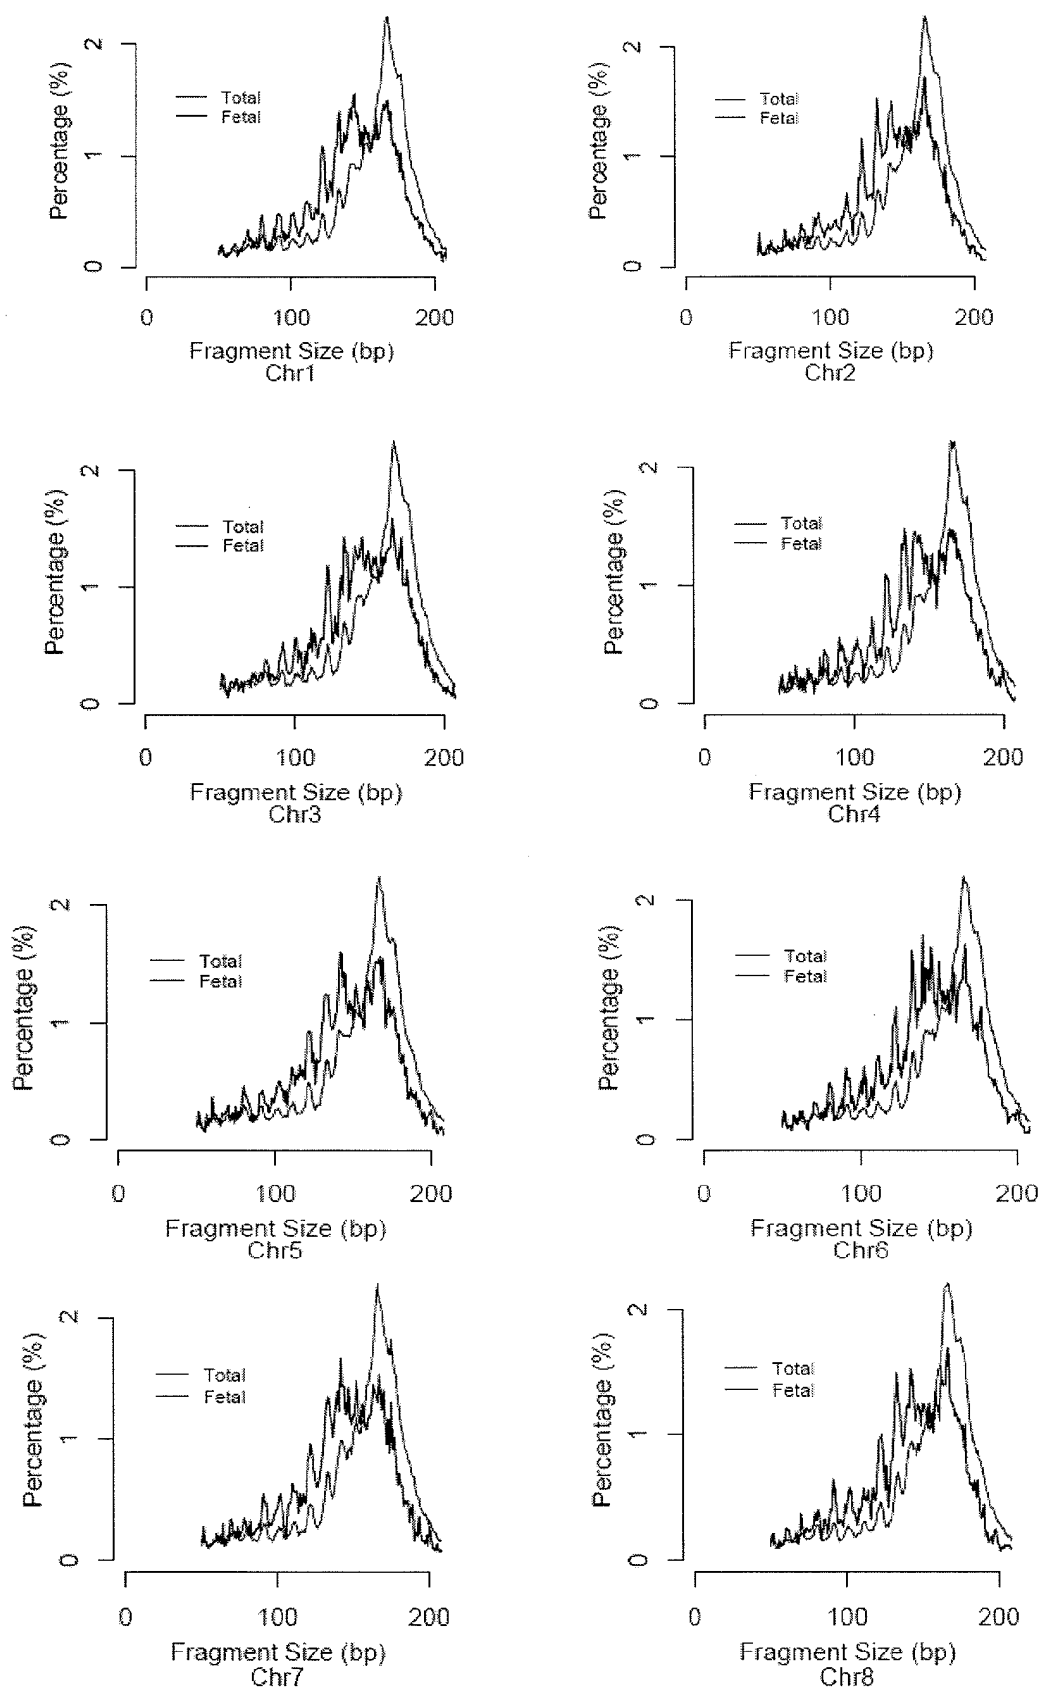 2
1
0
Percentage (%)
Total
Fetal
0 100 200
Fragment Size (bp)
Chr1
2
1
0
Percentage (%)
Total
Fetal
0 100 200
Fragment Size (bp)
Chr2
2
1
0
Percentage (%)
Total
Fetal
0 100 200
Fragment Size (bp)
Chr3
2
1
0
Percentage (%)
Total
Fetal
0 100 200
Fragment Size (bp)
Chr4
2
1
0
Percentage (%)
Total
Fetal
0 100 200
Fragment Size (bp)
Chr5
2
1
0
Percentage (%)
Total
Fetal
0 100 200
Fragment Size (bp)
Chr6
2
1
0
Percentage (%)
Total
Fetal
0 100 200
Fragment Size (bp)
Chr7
2
1
0
Percentage (%)
Total
Fetal
0 100 200
Fragment Size (bp)
Chr8